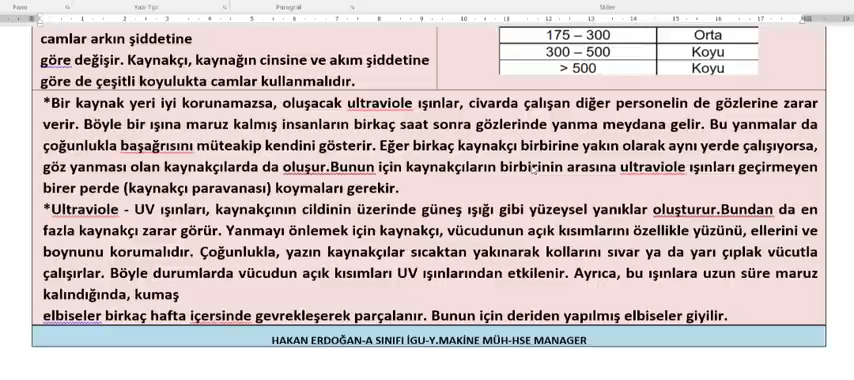 Pano
Yazı Tipi
Paragraf
Stiller
camlar arkın şiddetine
göre değişir. Kaynakçı, kaynağın cinsine ve akım şiddetine
göre de çeşitli koyulukta camlar kullanmalıdır.
175 – 300 Orta
300 – 500 Koyu
> 500 Koyu
*Bir kaynak yeri iyi korunamazsa, oluşacak ultraviole ışınlar, civarda çalışan diğer personelin de gözlerine zarar
verir. Böyle bir ışına maruz kalmış insanların birkaç saat sonra gözlerinde yanma meydana gelir. Bu yanmalar da
çoğunlukla başağrısını müteakip kendini gösterir. Eğer birkaç kaynakçı birbirine yakın olarak aynı yerde çalışıyorsa,
göz yanması olan kaynakçılarda da oluşur.Bunun için kaynakçıların birbirinin arasına ultraviole ışınları geçirmeyen
birer perde (kaynakçı paravanası) koymaları gerekir.
*Ultraviole - UV ışınları, kaynakçının cildinin üzerinde güneş ışığı gibi yüzeysel yanıklar oluşturur.Bundan da en
fazla kaynakçı zarar görür. Yanmayı önlemek için kaynakçı, vücudunun açık kısımlarını özellikle yüzünü, ellerini ve
boynunu korumalıdır. Çoğunlukla, yazın kaynakçılar sıcaktan yakınarak kollarını sıvar ya da yarı çıplak vücutla
çalışırlar. Böyle durumlarda vücudun açık kısımları UV ışınlarından etkilenir. Ayrıca, bu ışınlara uzun süre maruz
kalındığında, kumaş
elbiseler birkaç hafta içersinde gevrekleşerek parçalanır. Bunun için deriden yapılmış elbiseler giyilir.
HAKAN ERDOĞAN-A SINIFI İGU-Y.MAKİNE MÜH-HSE MANAGER